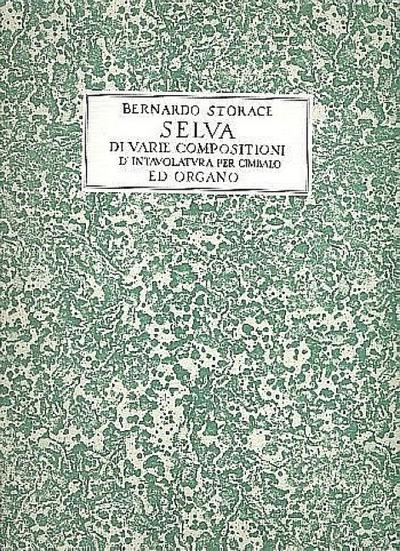 BERNARDO STORACE
SELVA
DI VARIE COMPOSITIONI
D'INTAVOLATVRA PER CIMBALO
ED ORGANO